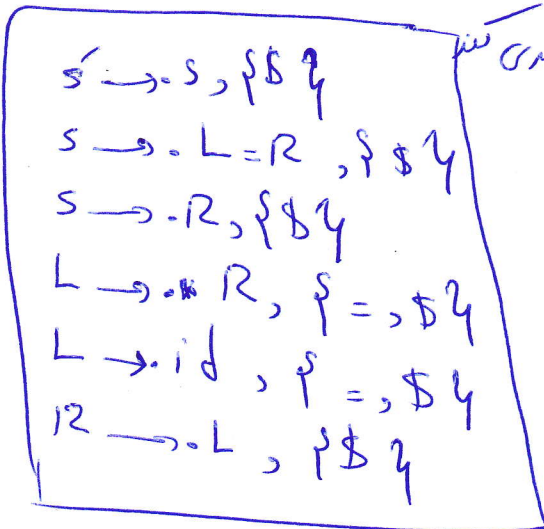 s' → .s, {$}
s → .L=R, {$}
s → .R, {$}
L → .* R, {=, $}
L → .id, {=, $}
R → .L, {$}